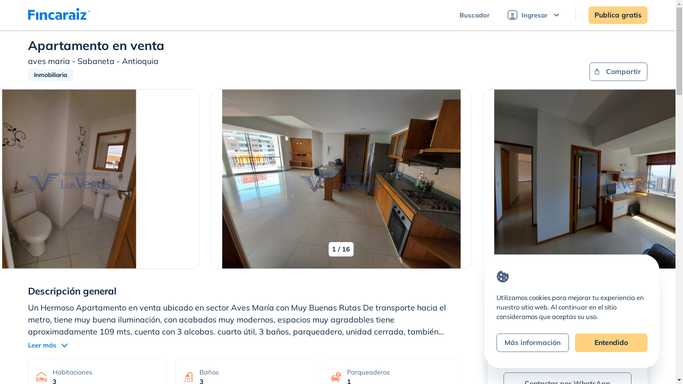 Fincaraiz
Buscador
Ingresar
Publica gratis
Apartamento en venta
aves maria - Sabaneta - Antioquia
Inmobiliaria
Compartir
1 / 16
Descripción general
Un Hermoso Apartamento en venta ubicado en sector Aves María con Muy Buenas Rutas De transporte hacia el
metro, tiene muy buena iluminación, con acabados muy modernos, espacios muy agradables tiene
aproximadamente 109 mts, cuenta con 3 alcobas, cuarto útil, 3 baños, parqueadero, unidad cerrada, también...
Leer más
Habitaciones
3
Baños
3
Parqueaderos
1
Utilizamos cookies para mejorar tu experiencia en
nuestro sitio web. Al continuar en el sitio
consideramos que aceptas su uso.
Más información
Entendido
Contactar por WhatsApp